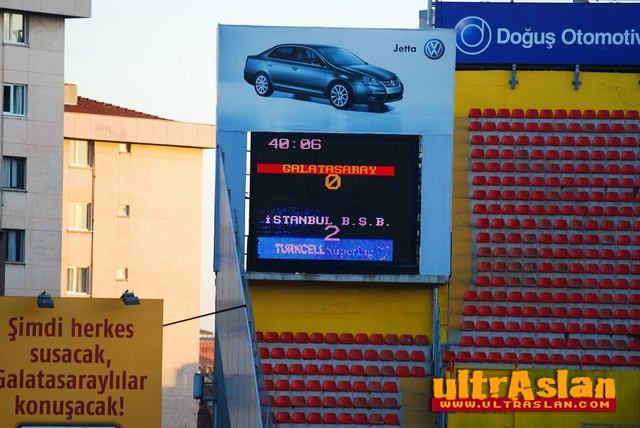 Jetta
Doğuş Otomotiv
40:06
GALATASARAY
0
İSTANBUL B.Ş.B.
2
TURKCELL Süperlig
Şimdi herkes
susacak,
Galatasaraylılar
konuşacak!
ultrAslan
WWW.ULTRASLAN.COM